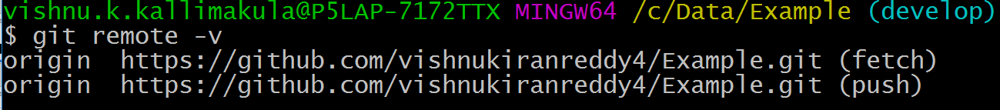 vishnu.k.kallimakula@P5LAP-7172TTX MINGW64 /c/Data/Example (develop)
$ git remote -v
origin  https://github.com/vishnukiranreddy4/Example.git (fetch)
origin  https://github.com/vishnukiranreddy4/Example.git (push)